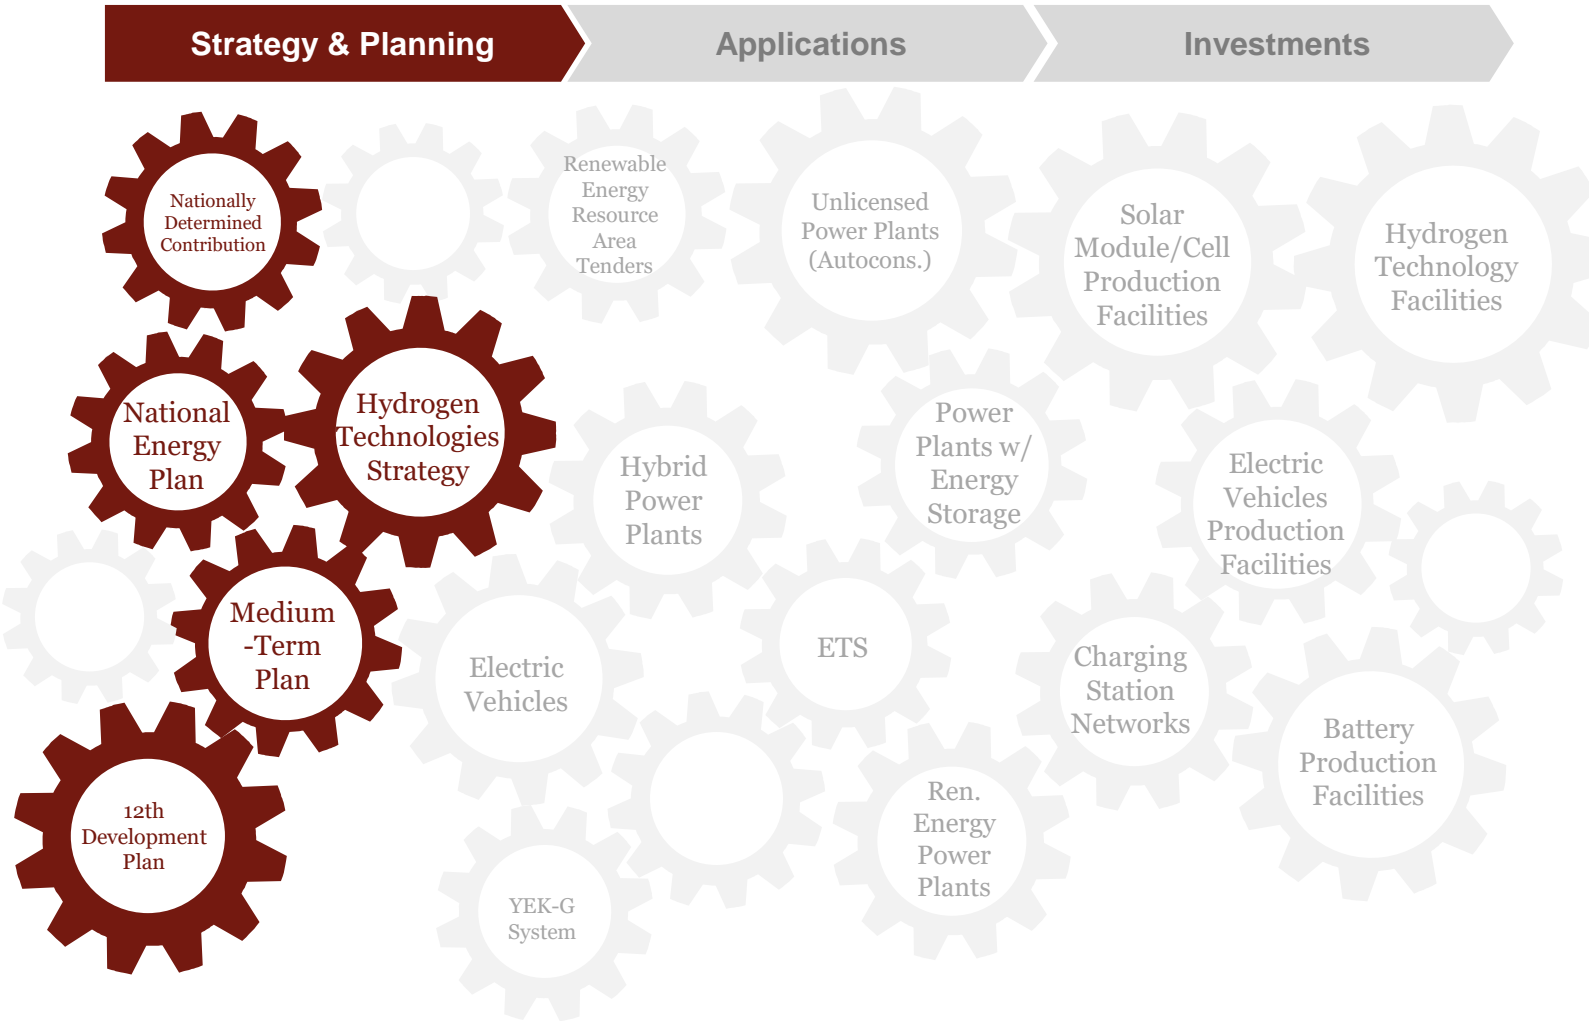 Strategy & Planning
Applications
Investments
Nationally
Determined
Contribution
National
Energy
Plan
Hydrogen
Technologies
Strategy
Medium
-Term
Plan
12th
Development
Plan
Renewable
Energy
Resource
Area
Tenders
Unlicensed
Power Plants
(Autocons.)
Hybrid
Power
Plants
Power
Plants w/
Energy
Storage
Electric
Vehicles
ETS
YEK-G
System
Ren.
Energy
Power
Plants
Solar
Module/Cell
Production
Facilities
Hydrogen
Technology
Facilities
Electric
Vehicles
Production
Facilities
Charging
Station
Networks
Battery
Production
Facilities